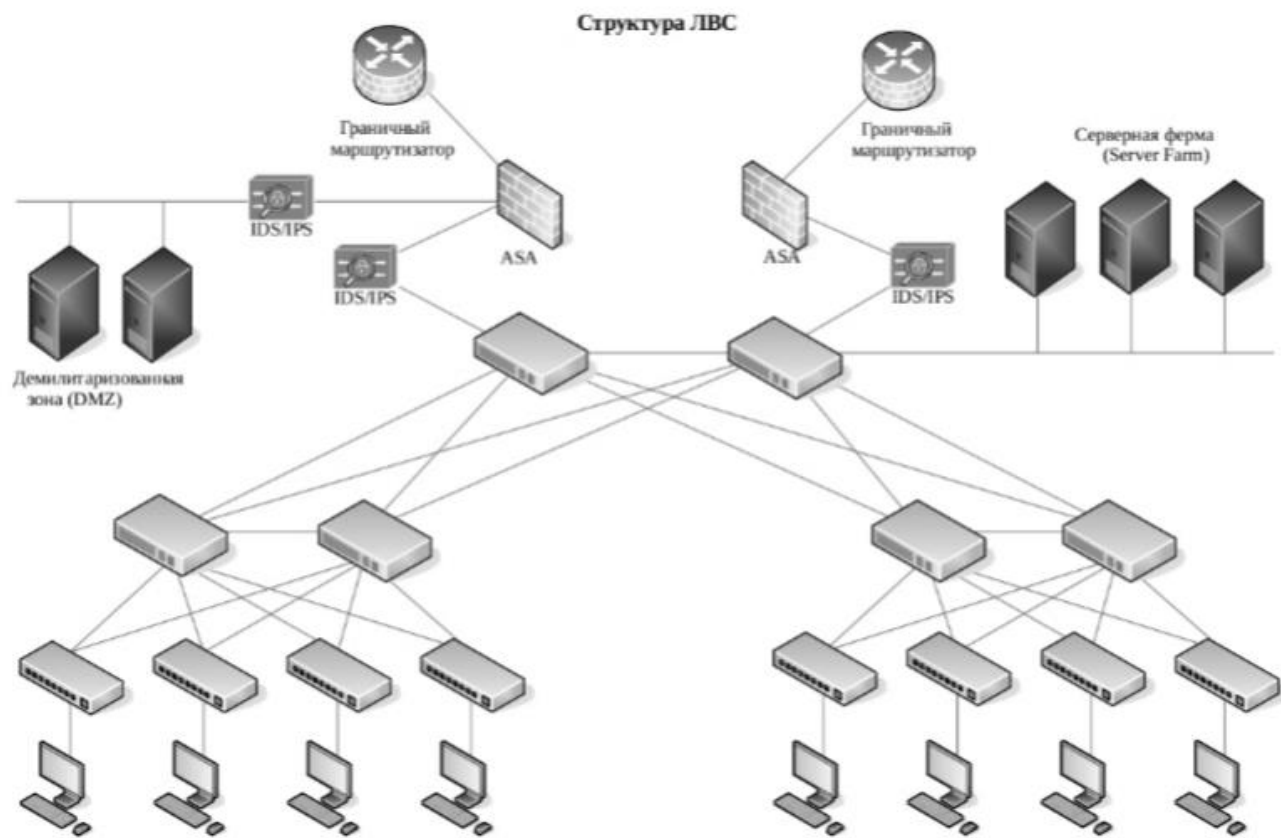 Структура ЛВС
Граничный
маршрутизатор
Граничный
маршрутизатор
Серверная ферма
(Server Farm)
IDS/IPS
ASA
IDS/IPS
ASA
IDS/IPS
Демилитаризованная
зона (DMZ)